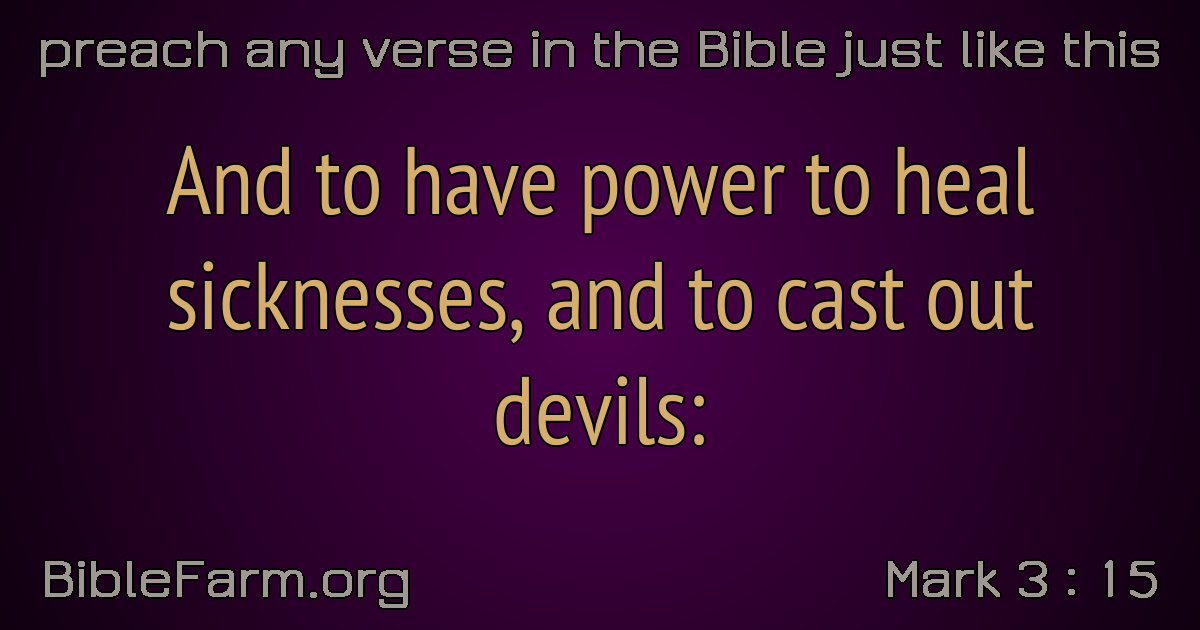 preach any verse in the Bible just like this
And to have power to heal
sicknesses, and to cast out
devils:
BibleFarm.org
Mark 3 : 15